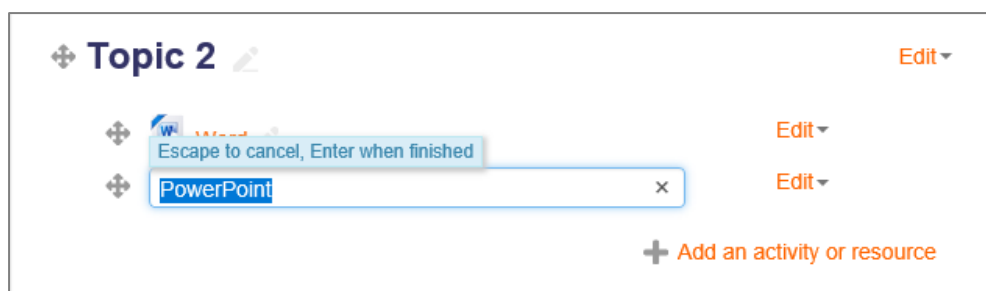 Topic 2
Edit
Word
Edit
Escape to cancel, Enter when finished
PowerPoint
Edit
Add an activity or resource